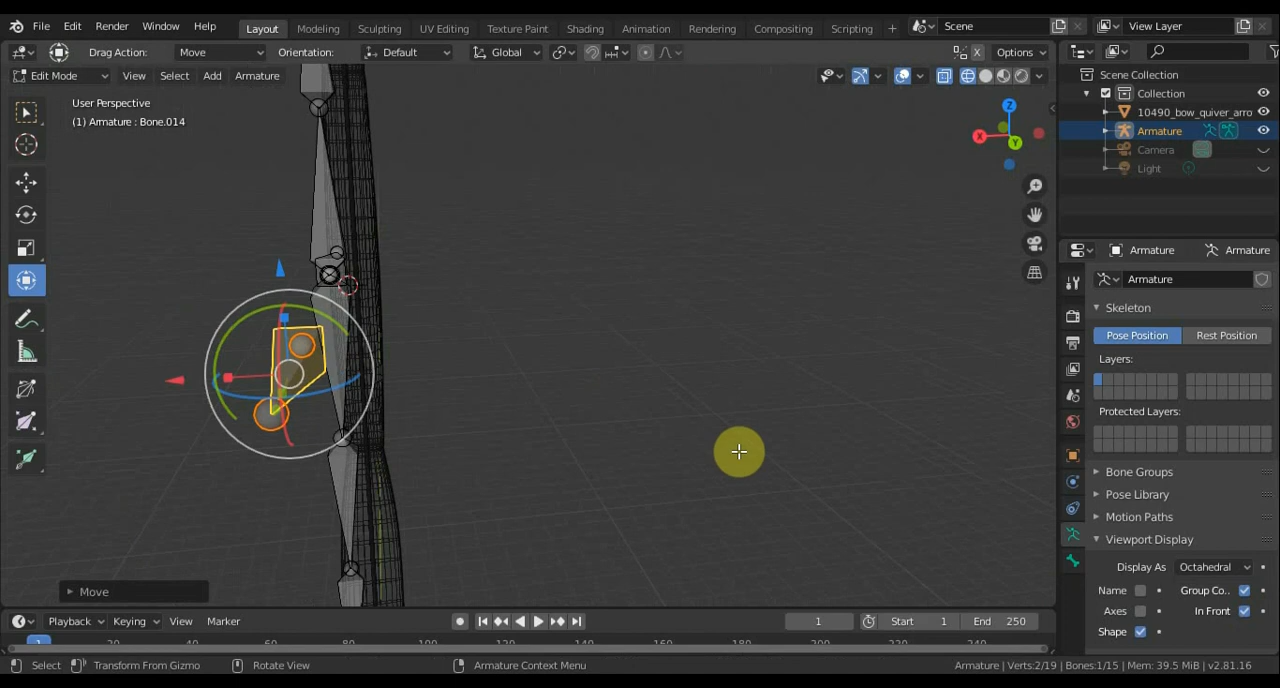 File Edit Render Window Help Layout Modeling Sculpting UV Editing Texture Paint Shading Animation Rendering Compositing Scripting + Scene View Layer
Drag Action: Move Orientation: Default Global Options
Edit Mode View Select Add Armature
User Perspective
(1) Armature : Bone.014
Z
X
Y
Scene Collection
Collection
10490_bow_quiver_arro
Armature
Camera
Light
Armature Armature
Armature
Skeleton
Pose Position Rest Position
Layers:
Protected Layers:
Bone Groups
Pose Library
Motion Paths
Viewport Display
Display As Octahedral
Name Group Co..
Axes In Front
Shape
Move
Playback Keying View Marker 1 Start 1 End 250
1 20 40 60 80 100 120 140 160 180 200 220 240
Select Transform From Gizmo Rotate View Armature Context Menu Armature | Verts:2/19 | Bones:1/15 | Mem: 39.5 MiB | v2.81.16